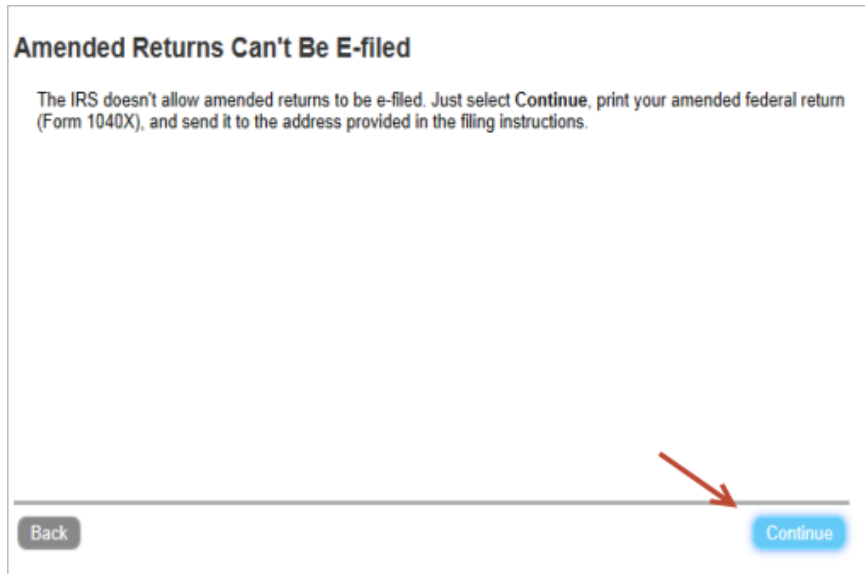 Amended Returns Can't Be E-filed
The IRS doesn't allow amended returns to be e-filed. Just select Continue, print your amended federal return
(Form 1040X), and send it to the address provided in the filing instructions.
Back
Continue